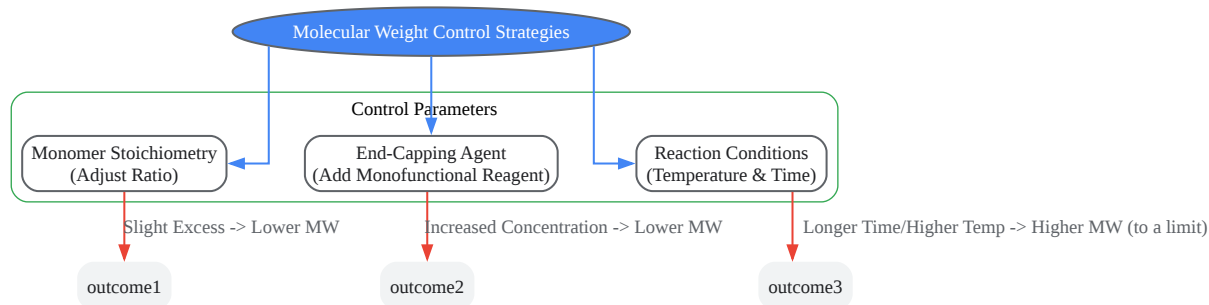 Molecular Weight Control Strategies
Control Parameters
Monomer Stoichiometry
(Adjust Ratio)
End-Capping Agent
(Add Monofunctional Reagent)
Reaction Conditions
(Temperature & Time)
Slight Excess -> Lower MW
Increased Concentration -> Lower MW
Longer Time/Higher Temp -> Higher MW (to a limit)
outcome1
outcome2
outcome3